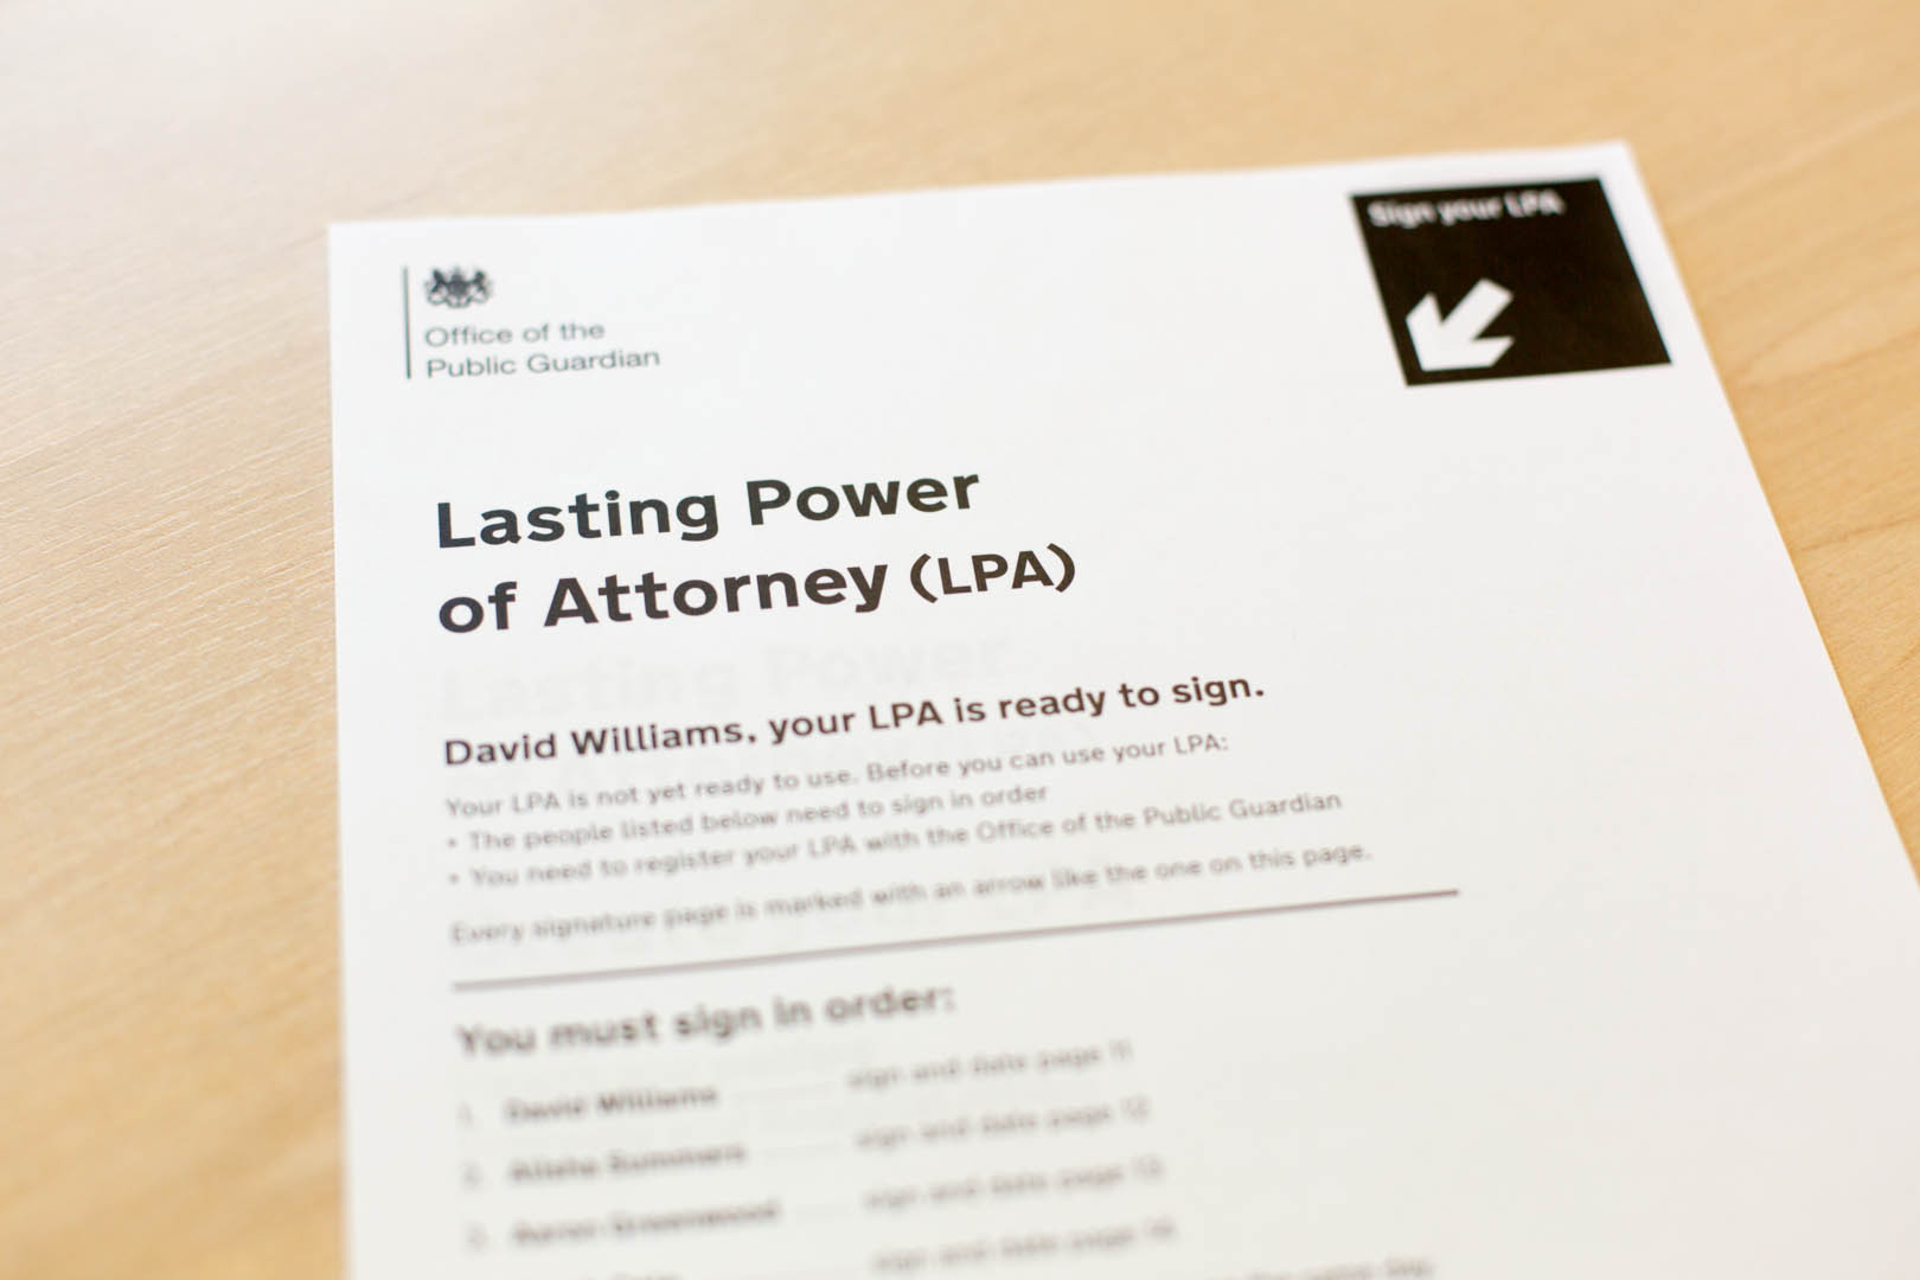 Sign your LPA
Office of the
Public Guardian
Lasting Power
of Attorney (LPA)
Lasting Power
David Williams, your LPA is ready to sign.
Your LPA is not yet ready to use. Before you can use your LPA:
• The people listed below need to sign in order
• You need to register your LPA with the Office of the Public Guardian
Every signature page is marked with an arrow like the one on this page.
You must sign in order:
1. David Williams sign and date page 11
2. Summers sign and date page 12
3. Aaron Greenwood sign and date page 13
sign and date page